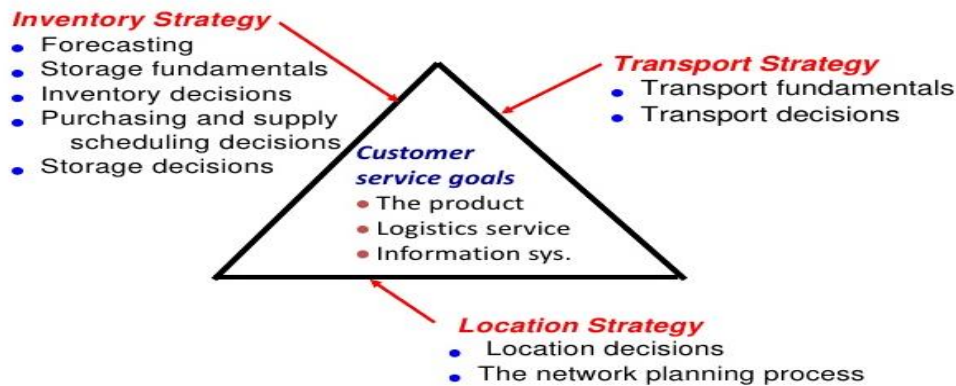 Inventory Strategy
• Forecasting
• Storage fundamentals
• Inventory decisions
• Purchasing and supply
scheduling decisions
• Storage decisions
Transport Strategy
• Transport fundamentals
• Transport decisions
Customer
service goals
• The product
• Logistics service
• Information sys.
Location Strategy
• Location decisions
• The network planning process